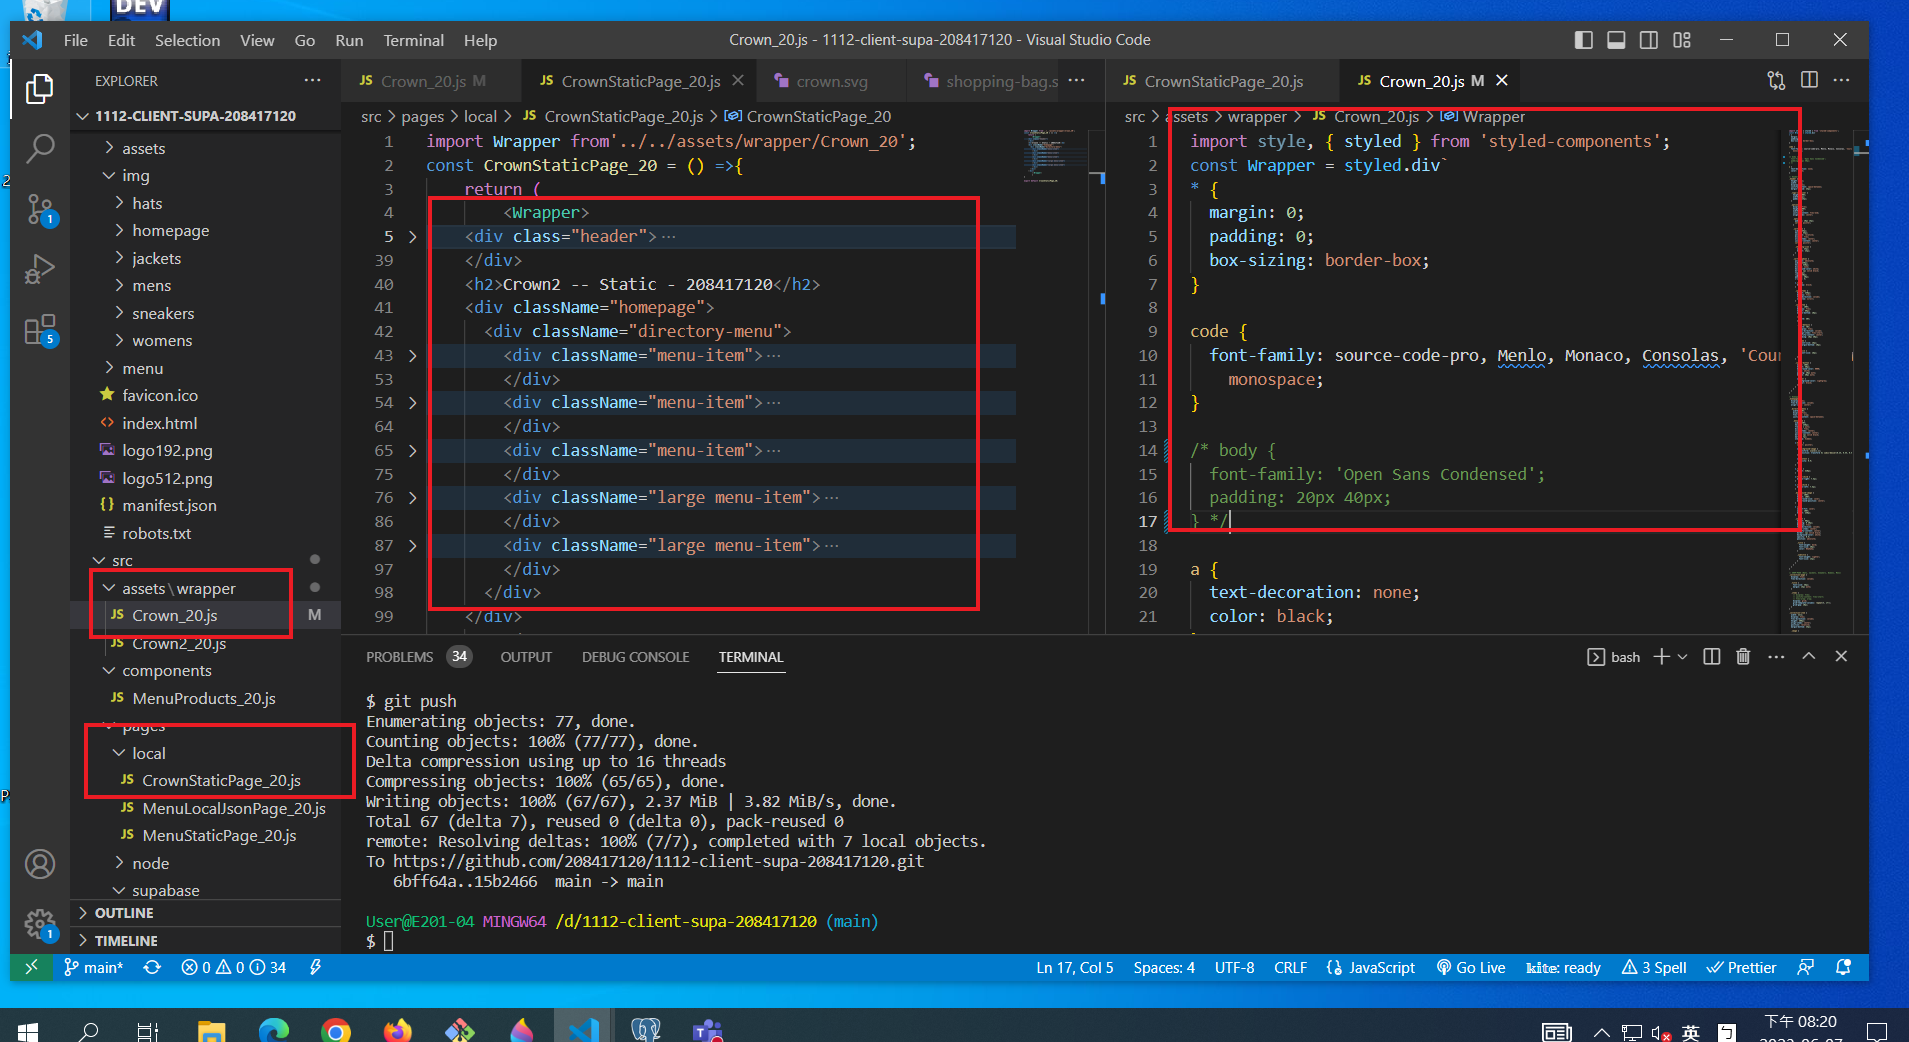 DEV
File Edit Selection View Go Run Terminal Help
Crown_20.js - 1112-client-supa-208417120 - Visual Studio Code
EXPLORER
1112-CLIENT-SUPA-208417120
assets
img
hats
homepage
jackets
mens
sneakers
womens
menu
favicon.ico
index.html
logo192.png
logo512.png
manifest.json
robots.txt
src
assets\wrapper
JS Crown_20.js M
JS Crown2_20.js
components
JS MenuProducts_20.js
pages
local
JS CrownStaticPage_20.js
JS MenuLocalJsonPage_20.js
JS MenuStaticPage_20.js
node
supabase
OUTLINE
TIMELINE
1
5
1
JS Crown_20.js M JS CrownStaticPage_20.js crown.svg shopping-bag.s
src > pages > local > JS CrownStaticPage_20.js > CrownStaticPage_20
1 import Wrapper from'../../assets/wrapper/Crown_20';
2 const CrownStaticPage_20 = () =>{
3 return (
4 <Wrapper>
5 <div class="header">…
39 </div>
40 <h2>Crown2 -- Static - 208417120</h2>
41 <div className="homepage">
42 <div className="directory-menu">
43 <div className="menu-item">…
53 </div>
54 <div className="menu-item">…
64 </div>
65 <div className="menu-item">…
75 </div>
76 <div className="large menu-item">…
86 </div>
87 <div className="large menu-item">…
97 </div>
98 </div>
99 </div>
JS CrownStaticPage_20.js JS Crown_20.js M
src > assets > wrapper > JS Crown_20.js > Wrapper
1 import style, { styled } from 'styled-components';
2 const Wrapper = styled.div`
3 * {
4 margin: 0;
5 padding: 0;
6 box-sizing: border-box;
7 }
8
9 code {
10 font-family: source-code-pro, Menlo, Monaco, Consolas, 'Cour
11 monospace;
12 }
13
14 /* body {
15 font-family: 'Open Sans Condensed';
16 padding: 20px 40px;
17 } */
18
19 a {
20 text-decoration: none;
21 color: black;
PROBLEMS 34 OUTPUT DEBUG CONSOLE TERMINAL
bash
$ git push
Enumerating objects: 77, done.
Counting objects: 100% (77/77), done.
Delta compression using up to 16 threads
Compressing objects: 100% (65/65), done.
Writing objects: 100% (67/67), 2.37 MiB | 3.82 MiB/s, done.
Total 67 (delta 7), reused 0 (delta 0), pack-reused 0
remote: Resolving deltas: 100% (7/7), completed with 7 local objects.
To https://github.com/208417120/1112-client-supa-208417120.git
6bff64a..15b2466 main -> main
User@E201-04 MINGW64 /d/1112-client-supa-208417120 (main)
$
main* 0 0 34
Ln 17, Col 5 Spaces: 4 UTF-8 CRLF JavaScript Go Live kite: ready 3 Spell Prettier
英
下午 08:20